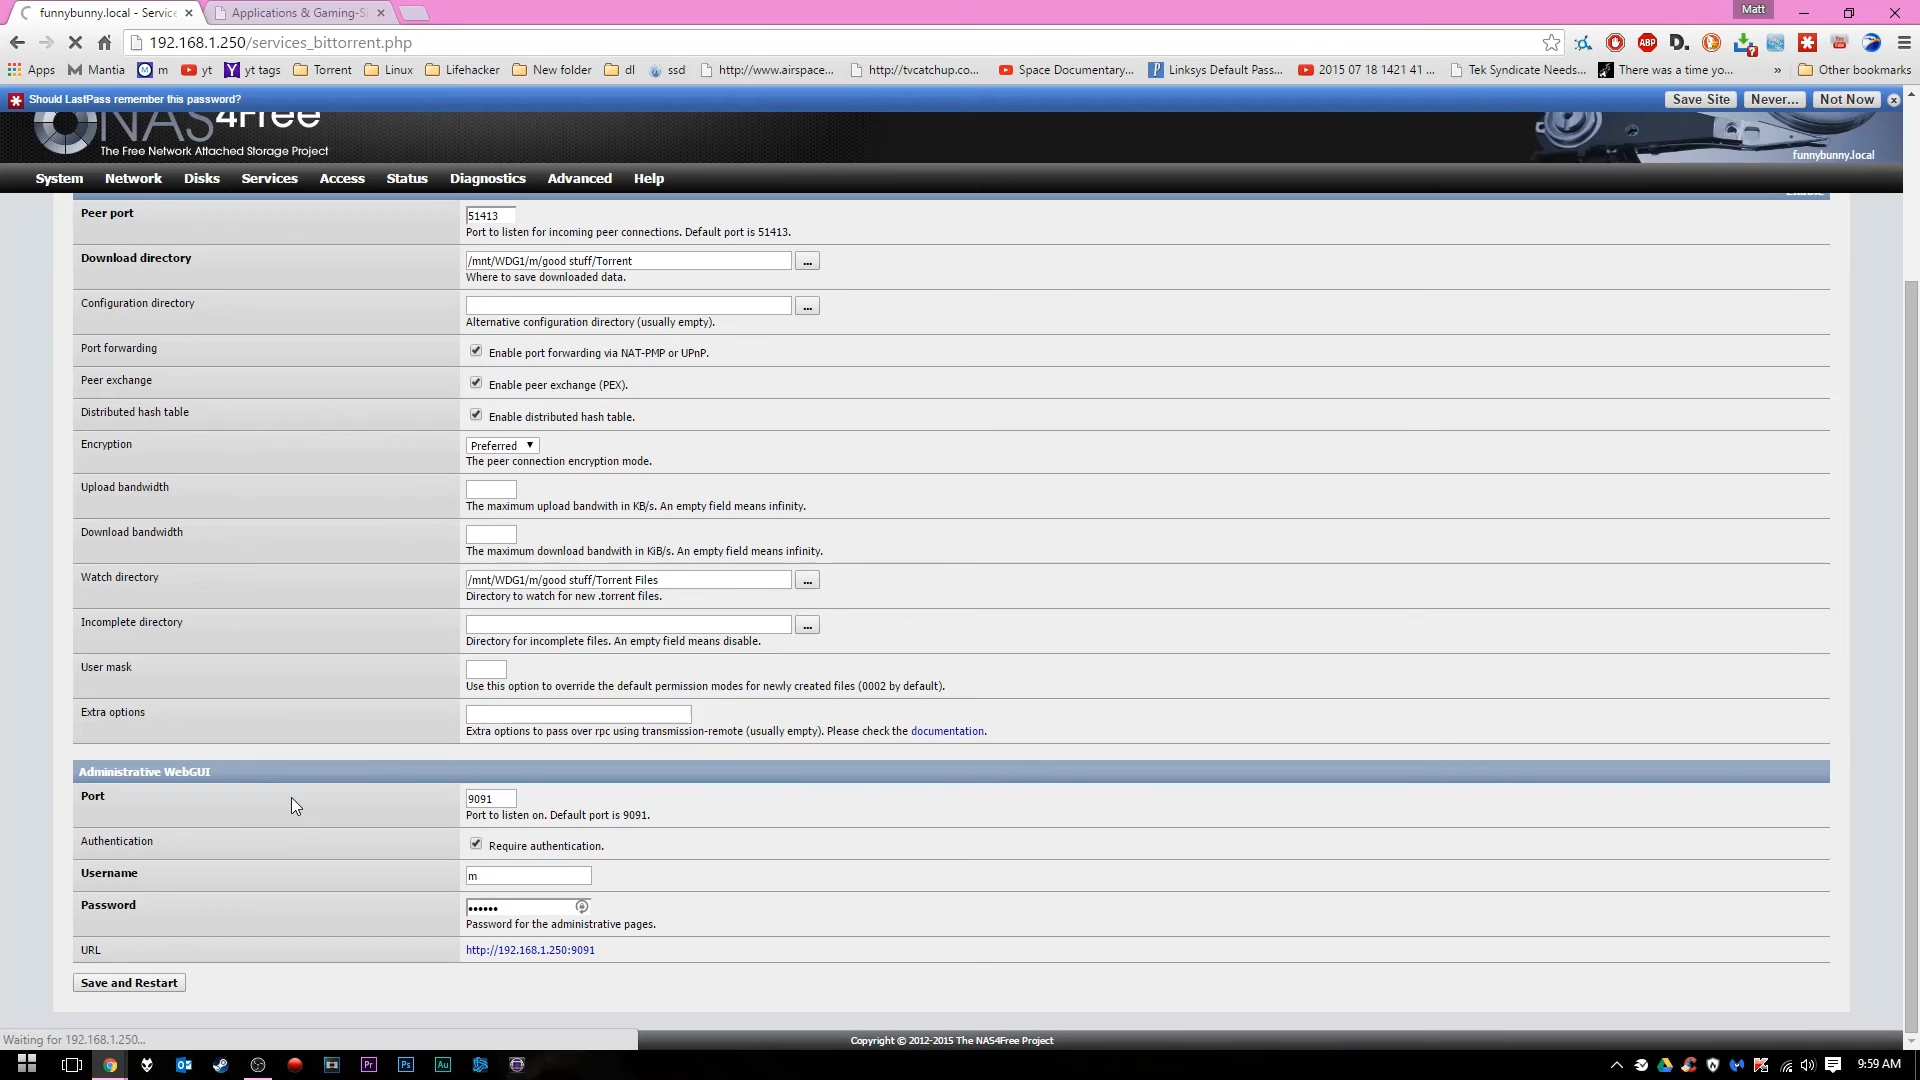 funnybunny.local - Service
Applications & Gaming-Si
Matt
192.168.1.250/services_bittorrent.php
Apps
Mantia
m
yt
yt tags
Torrent
Linux
Lifehacker
New folder
dl
ssd
http://www.airspace...
http://tvcatchup.co...
Space Documentary...
Linksys Default Pass...
2015 07 18 1421 41 ...
Tek Syndicate Needs...
There was a time yo...
»
Other bookmarks
Should LastPass remember this password?
Save Site
Never...
Not Now
NAS4Free
The Free Network Attached Storage Project
funnybunny.local
System Network Disks Services Access Status Diagnostics Advanced Help
Peer port
51413
Port to listen for incoming peer connections. Default port is 51413.
Download directory
/mnt/WDG1/m/good stuff/Torrent
...
Where to save downloaded data.
Configuration directory
...
Alternative configuration directory (usually empty).
Port forwarding
Enable port forwarding via NAT-PMP or UPnP.
Peer exchange
Enable peer exchange (PEX).
Distributed hash table
Enable distributed hash table.
Encryption
Preferred
The peer connection encryption mode.
Upload bandwidth
The maximum upload bandwith in KB/s. An empty field means infinity.
Download bandwidth
The maximum download bandwith in KiB/s. An empty field means infinity.
Watch directory
/mnt/WDG1/m/good stuff/Torrent Files
...
Directory to watch for new .torrent files.
Incomplete directory
...
Directory for incomplete files. An empty field means disable.
User mask
Use this option to override the default permission modes for newly created files (0002 by default).
Extra options
Extra options to pass over rpc using transmission-remote (usually empty). Please check the documentation.
Administrative WebGUI
Port
9091
Port to listen on. Default port is 9091.
Authentication
Require authentication.
Username
m
Password
••••••
Password for the administrative pages.
URL
http://192.168.1.250:9091
Save and Restart
Waiting for 192.168.1.250...
Copyright © 2012-2015 The NAS4Free Project
9:59 AM